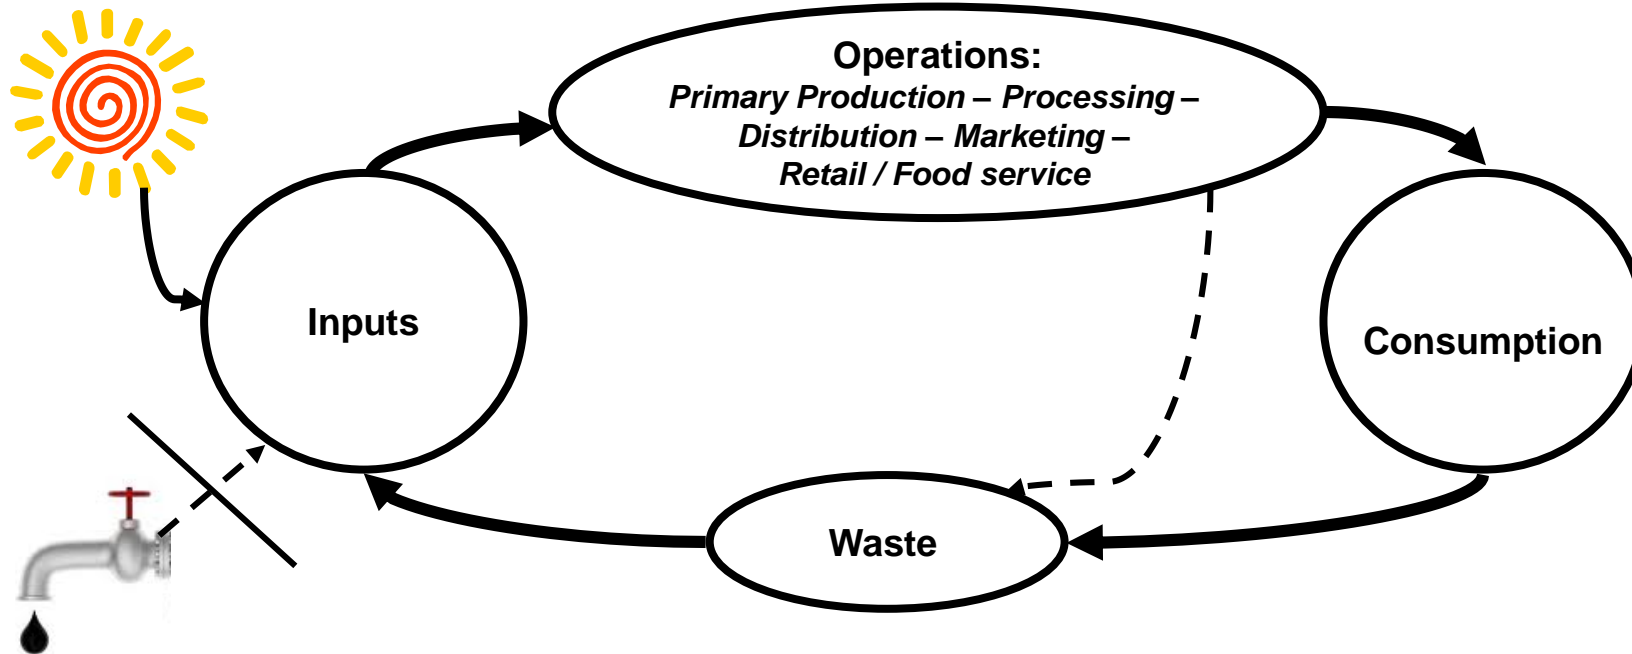 Operations:
Primary Production – Processing –
Distribution – Marketing –
Retail / Food service
Inputs
Consumption
Waste